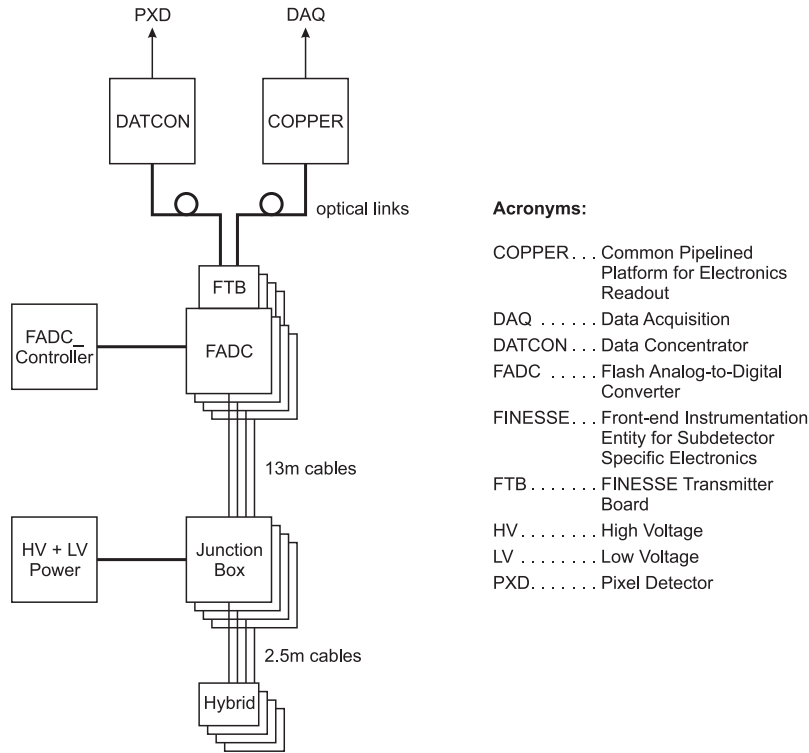 PXD
DAQ
DATCON
COPPER
optical links
FTB
FADC_
Controller
FADC
13m cables
HV + LV
Power
Junction
Box
2.5m cables
Hybrid
Acronyms:
COPPER . . . Common Pipelined
Platform for Electronics
Readout
DAQ . . . . . . Data Acquisition
DATCON . . . Data Concentrator
FADC . . . . . Flash Analog-to-Digital
Converter
FINESSE . . . Front-end Instrumentation
Entity for Subdetector
Specific Electronics
FTB . . . . . . . FINESSE Transmitter
Board
HV . . . . . . . . High Voltage
LV . . . . . . . . Low Voltage
PXD. . . . . . . Pixel Detector